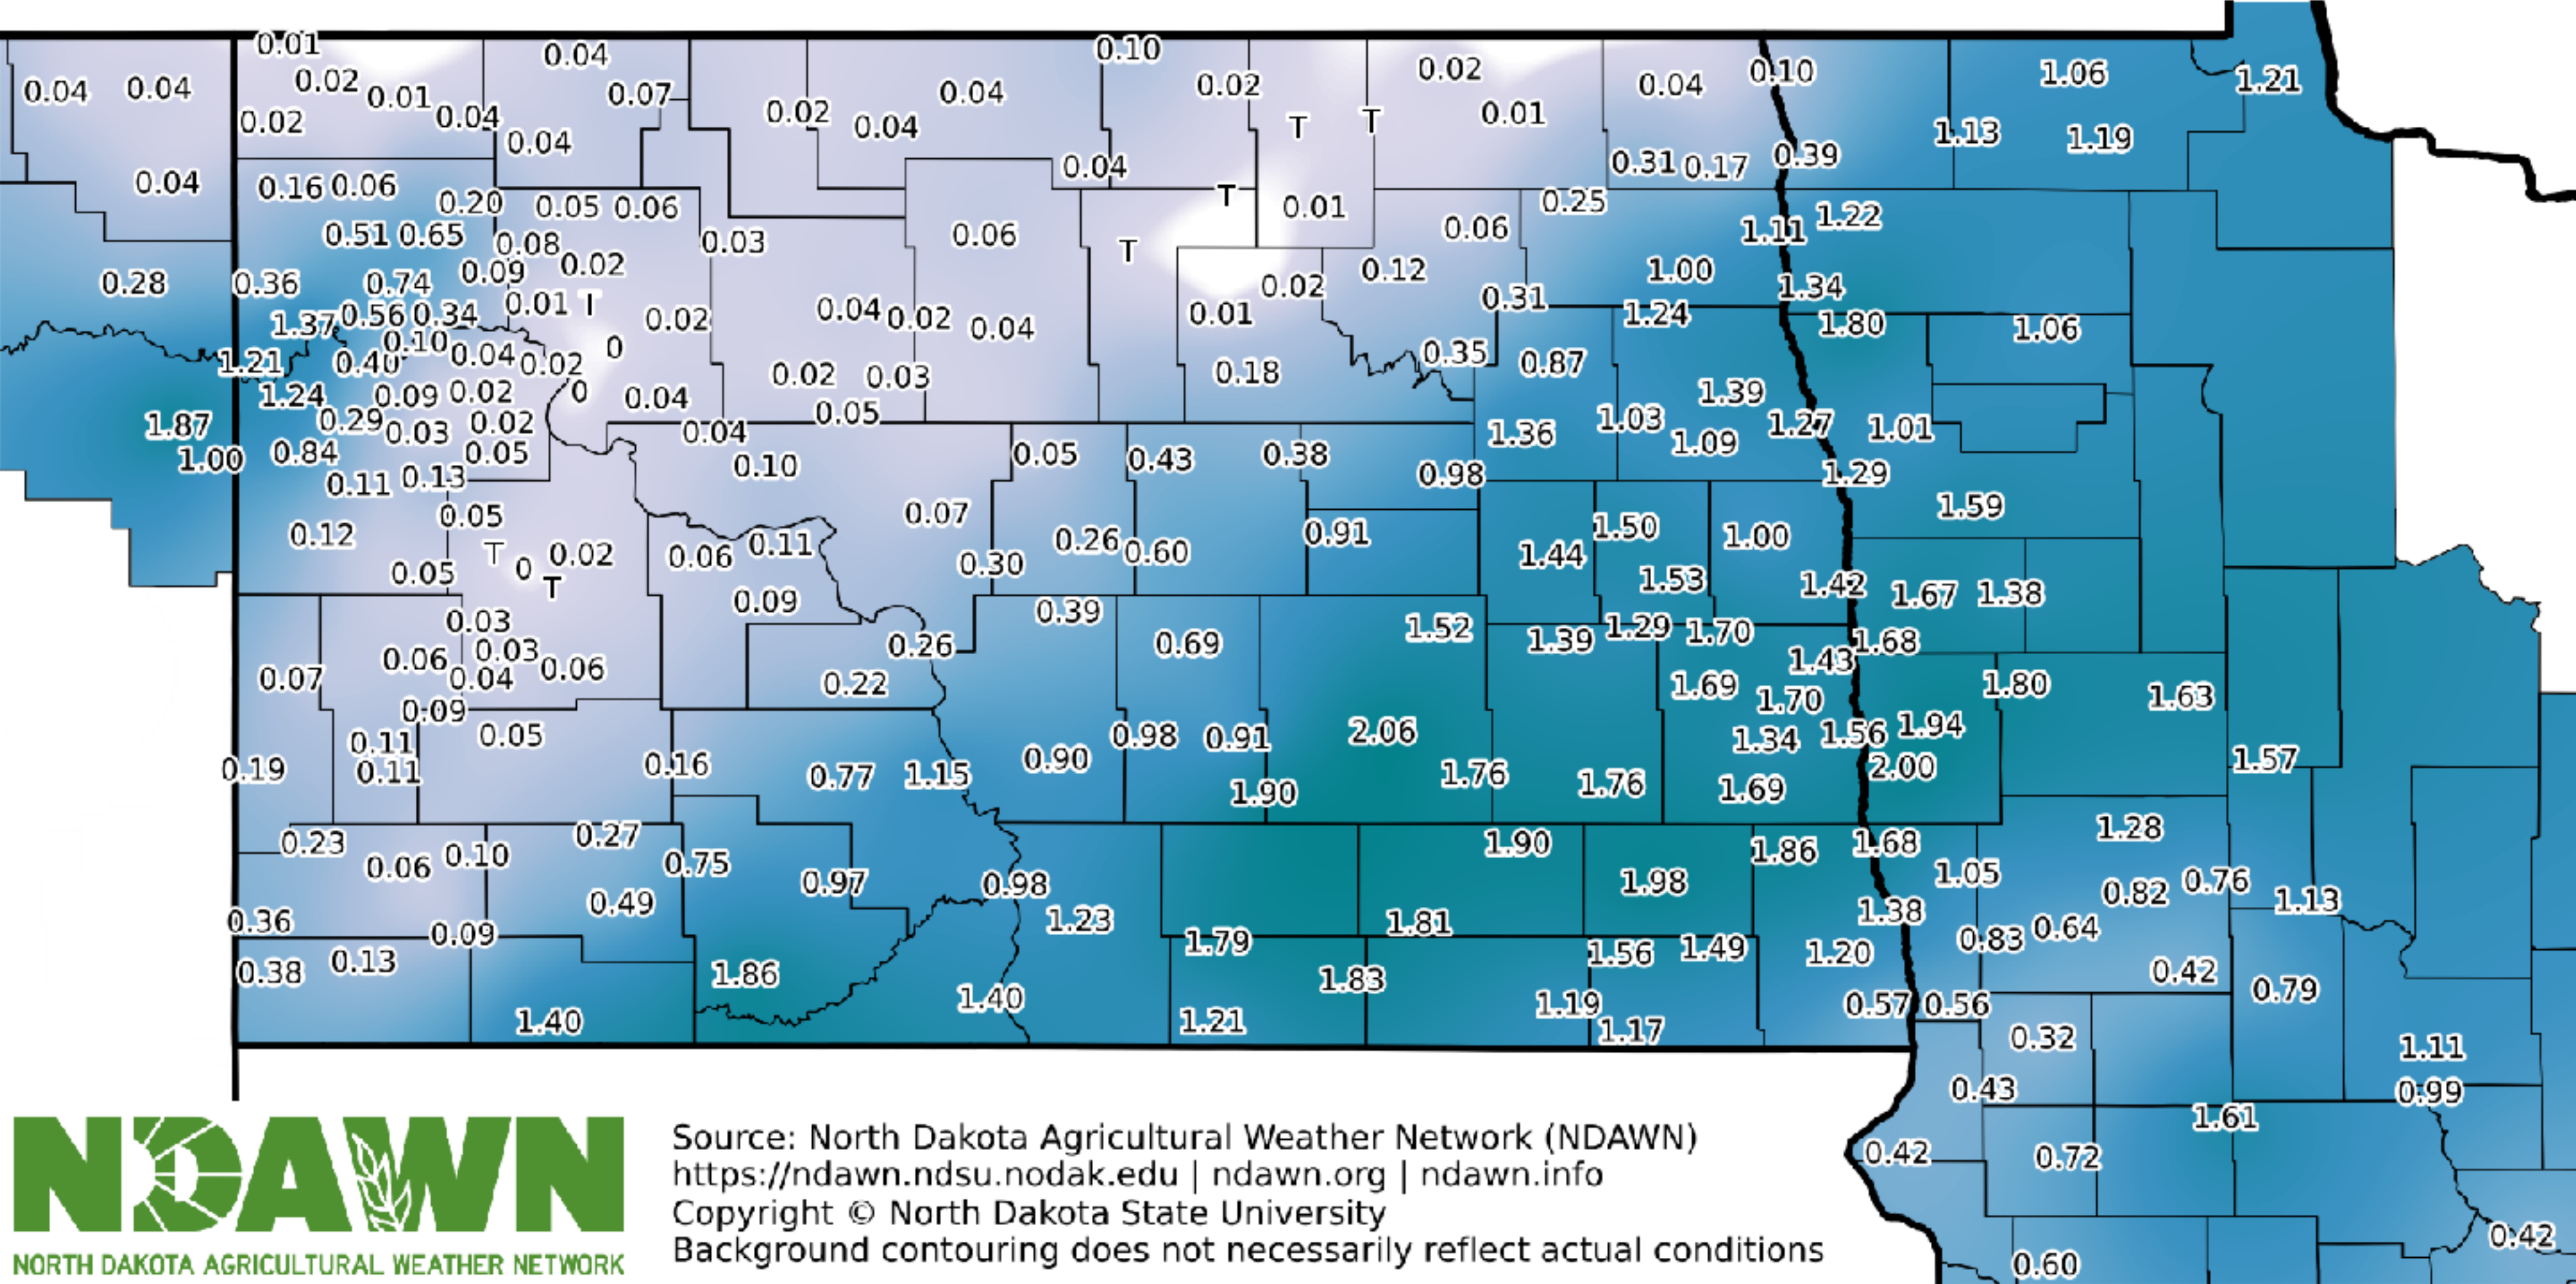 0.01 0.04 0.10
0.04 0.04 0.02 0.01 0.07 0.04 0.02 0.02 0.04 0.10 1.06 1.21
0.02 0.04 0.02 0.04 T T 0.01
0.04 1.13 1.19
0.04 0.16 0.06 0.04 0.31 0.17 0.39
0.20 0.05 0.06 T 0.01 0.25
0.51 0.65 0.08 0.03 0.06 T 0.06 1.11 1.22
0.28 0.36 0.74 0.09 0.02 0.02 0.12 1.00 1.34
1.37 0.56 0.34 0.01 T 0.02 0.04 0.02 0.04 0.01 0.31 1.24 1.80 1.06
0.10 0
1.21 0.40 0.04 0.02 0.02 0.03 0.18 0.35 0.87
1.24 0.09 0.02 0 0.04 1.39
1.87 0.29 0.03 0.02 0.04 0.05 1.36 1.03 1.09 1.27 1.01
1.00 0.84 0.05 0.10 0.05 0.43 0.38 0.98 1.29
0.11 0.13
0.05 0.07 1.59
0.12 T 0 0.02 0.06 0.11 0.26 0.60 0.91 1.44 1.50 1.00
0.05 T 0.30 1.53 1.42 1.67 1.38
0.09 0.39
0.03 0.26 0.69 1.52 1.39 1.29 1.70 1.68
0.07 0.06 0.03 0.04 0.06 0.22 1.69 1.43 1.80 1.63
0.09 1.70
0.11 0.05 0.98 0.91 2.06 1.34 1.56 1.94
0.19 0.11 0.16 0.77 1.15 0.90 1.90 1.76 1.76 1.69 2.00 1.57
0.23 0.27 1.90 1.86 1.68 1.28
0.06 0.10 0.75 0.97 0.98 1.98 1.05
0.49 0.82 0.76 1.13
0.36 0.09 1.23 1.81 1.38 0.64
0.38 0.13 1.86 1.79 1.83 1.56 1.49 1.20 0.83 0.42 0.79
1.40 1.40 1.21 1.19 1.17 0.57 0.56 0.32 1.11
0.43 0.99
1.61
0.42 0.72
0.42
0.60
NDAWN
NORTH DAKOTA AGRICULTURAL WEATHER NETWORK
Source: North Dakota Agricultural Weather Network (NDAWN)
https://ndawn.ndsu.nodak.edu | ndawn.org | ndawn.info
Copyright © North Dakota State University
Background contouring does not necessarily reflect actual conditions